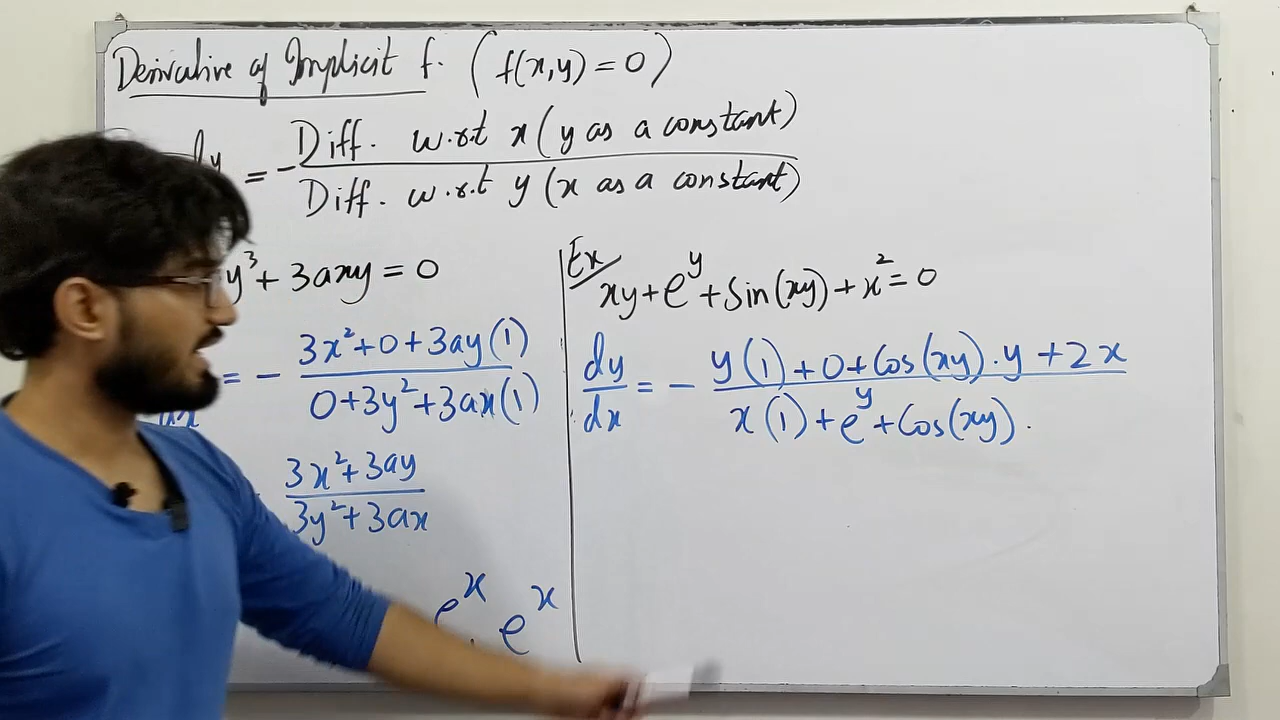 Derivative of Implicit f. (f(x,y) = 0)
dy = - Diff. w.r.t x (y as a constant)
Diff. w.r.t y (x as a constant)
y³ + 3axy = 0
= - 3x² + 0 + 3ay(1)
dx 0 + 3y² + 3ax(1)
3x² + 3ay
3y² + 3ax
eˣ eˣ
Ex
xy + e^y + Sin(xy) + x² = 0
dy = - y(1) + 0 + Cos(xy).y + 2x
dx x(1) + e^y + Cos(xy).